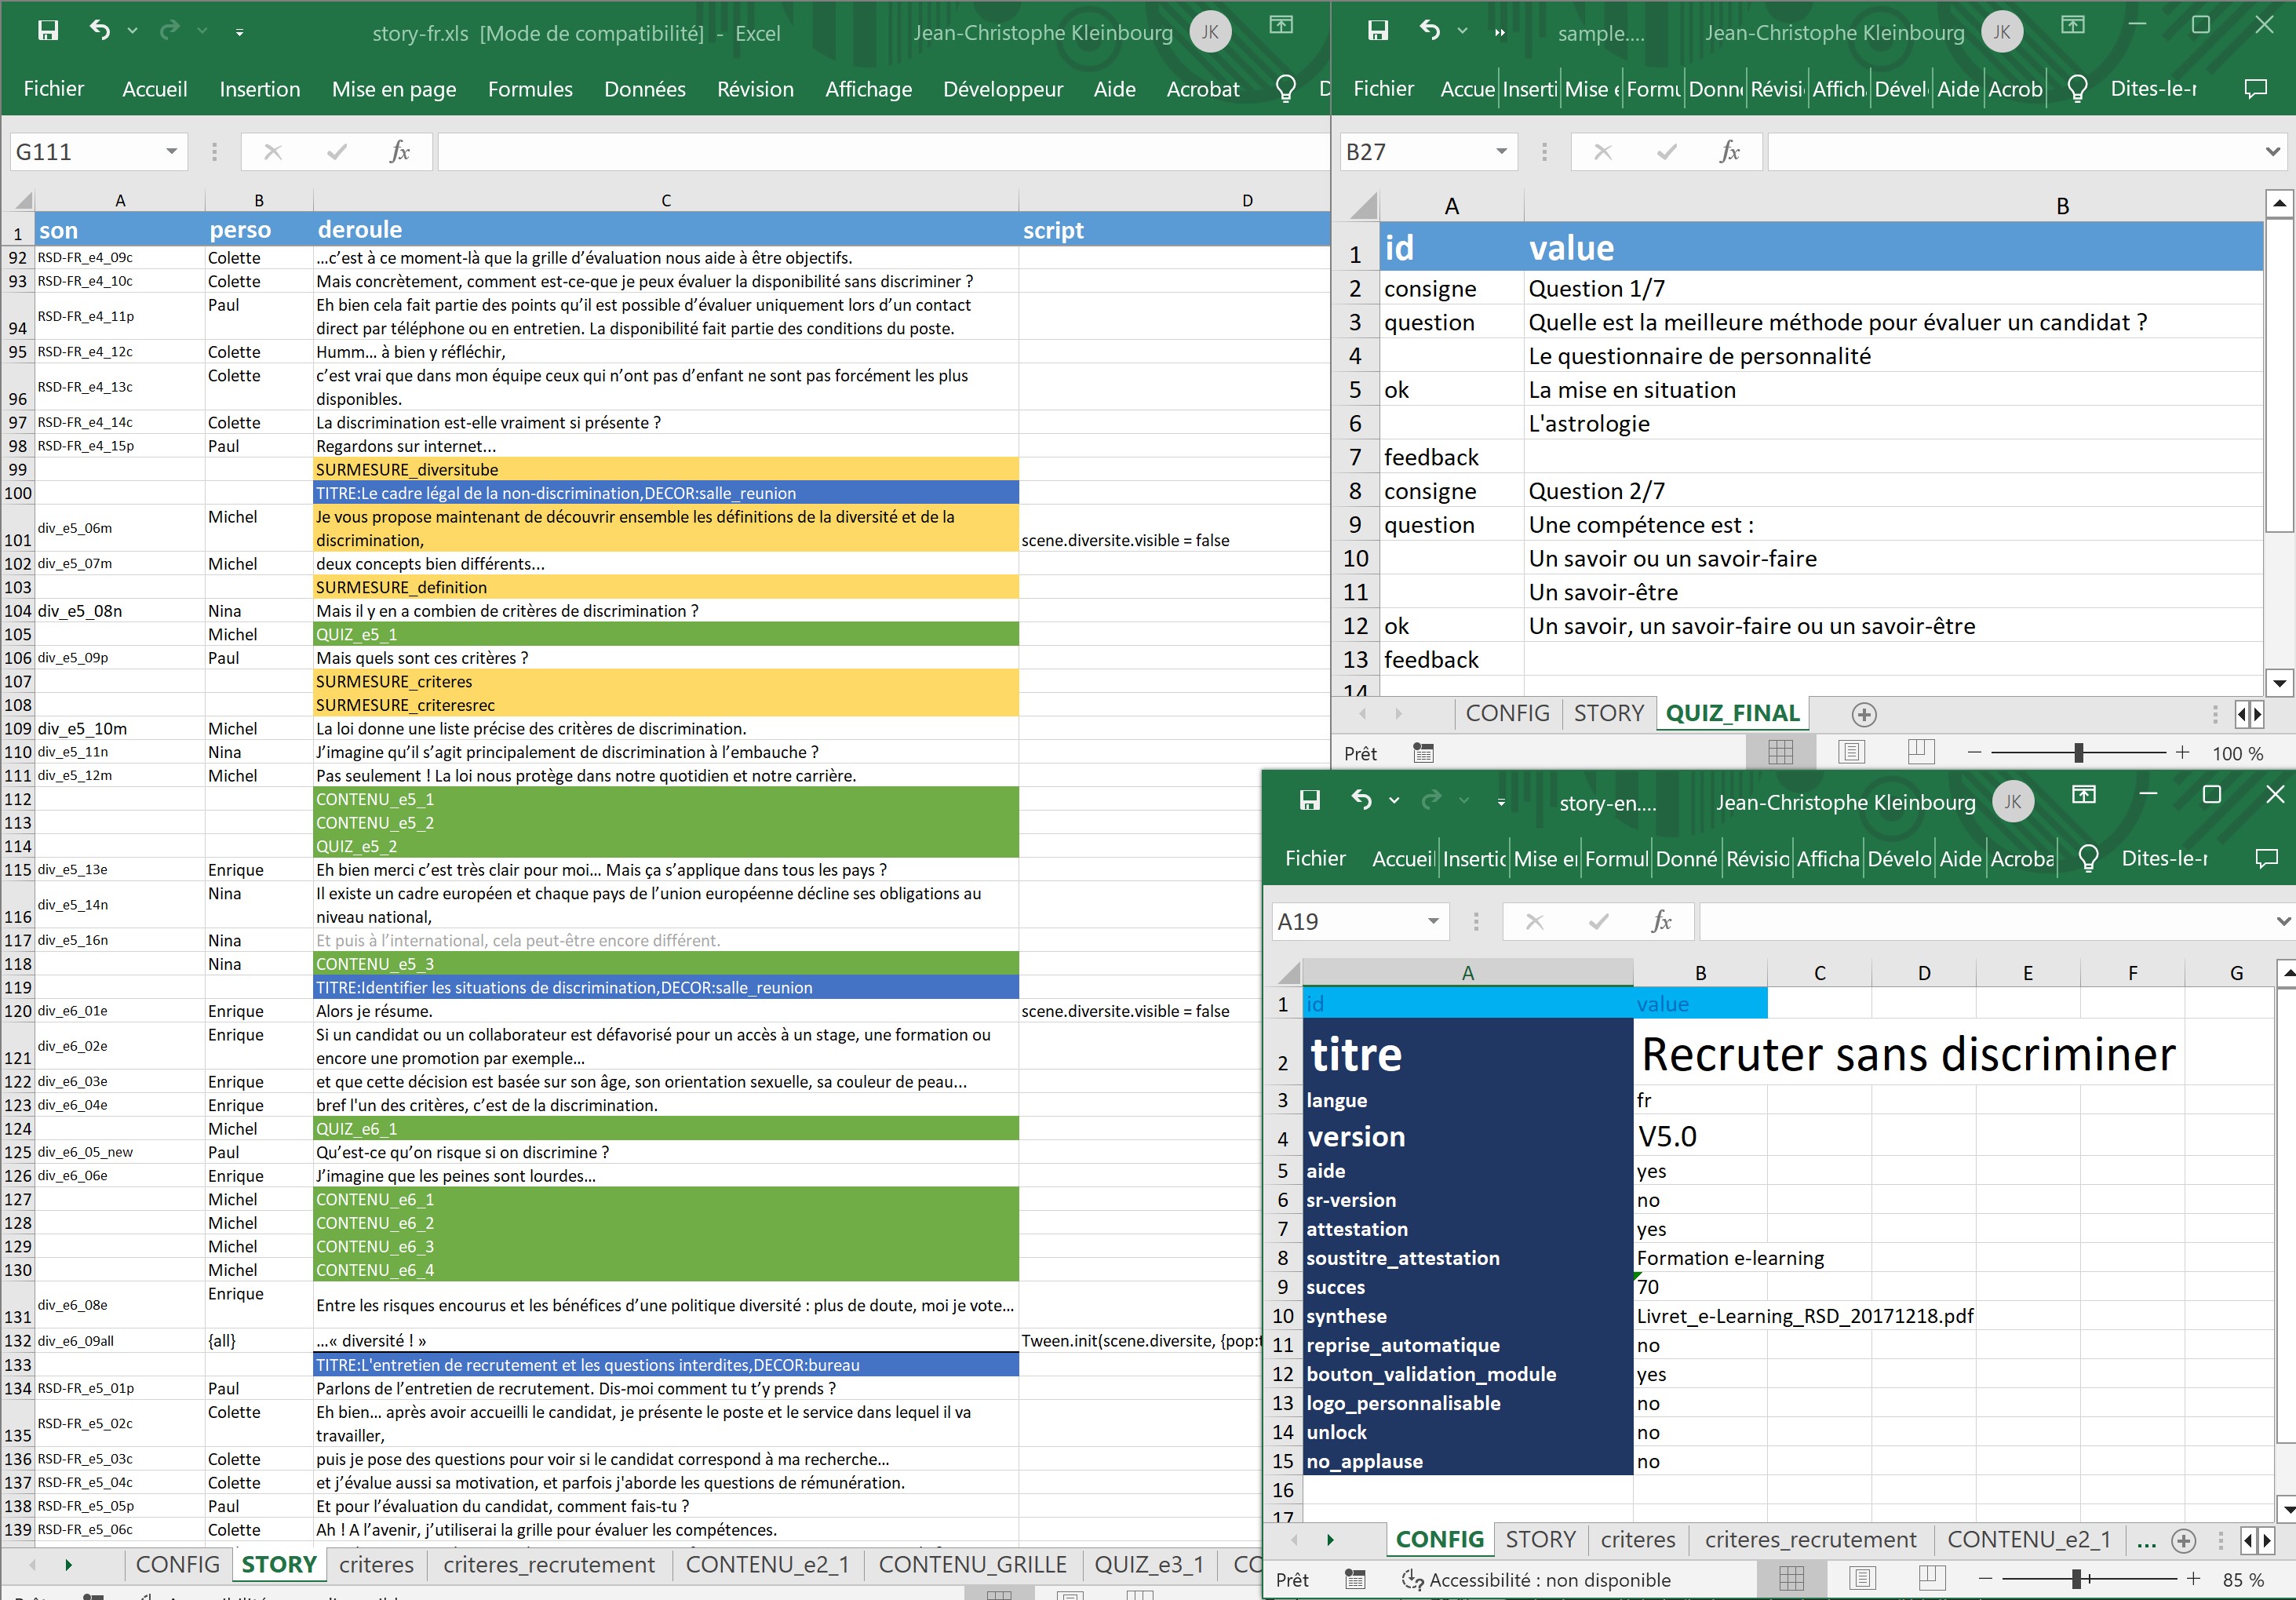 story-fr.xls [Mode de compatibilité] - Excel Jean-Christophe Kleinbourg JK
Fichier Accueil Insertion Mise en page Formules Données Révision Affichage Développeur Aide Acrobat
G111 fx
A B C D
1 son perso deroule script
92 RSD-FR_e4_09c Colette ...c’est à ce moment-là que la grille d’évaluation nous aide à être objectifs.
93 RSD-FR_e4_10c Colette Mais concrètement, comment est-ce-que je peux évaluer la disponibilité sans discriminer ?
94 RSD-FR_e4_11p Paul Eh bien cela fait partie des points qu’il est possible d’évaluer uniquement lors d’un contact
direct par téléphone ou en entretien. La disponibilité fait partie des conditions du poste.
95 RSD-FR_e4_12c Colette Humm... à bien y réfléchir,
96 RSD-FR_e4_13c Colette c’est vrai que dans mon équipe ceux qui n’ont pas d’enfant ne sont pas forcément les plus
disponibles.
97 RSD-FR_e4_14c Colette La discrimination est-elle vraiment si présente ?
98 RSD-FR_e4_15p Paul Regardons sur internet...
99 SURMESURE_diversitube
100 TITRE:Le cadre légal de la non-discrimination,DECOR:salle_reunion
101 div_e5_06m Michel Je vous propose maintenant de découvrir ensemble les définitions de la diversité et de la
discrimination, scene.diversite.visible = false
102 div_e5_07m Michel deux concepts bien différents...
103 SURMESURE_definition
104 div_e5_08n Nina Mais il y en a combien de critères de discrimination ?
105 Michel QUIZ_e5_1
106 div_e5_09p Paul Mais quels sont ces critères ?
107 SURMESURE_criteres
108 SURMESURE_criteresrec
109 div_e5_10m Michel La loi donne une liste précise des critères de discrimination.
110 div_e5_11n Nina J’imagine qu’il s’agit principalement de discrimination à l’embauche ?
111 div_e5_12m Michel Pas seulement ! La loi nous protège dans notre quotidien et notre carrière.
112 CONTENU_e5_1
113 CONTENU_e5_2
114 QUIZ_e5_2
115 div_e5_13e Enrique Eh bien merci c’est très clair pour moi... Mais ça s’applique dans tous les pays ?
116 div_e5_14n Nina Il existe un cadre européen et chaque pays de l’union européenne décline ses obligations au
niveau national,
117 div_e5_16n Nina Et puis à l’international, cela peut-être encore différent.
118 Nina CONTENU_e5_3
119 TITRE:Identifier les situations de discrimination,DECOR:salle_reunion
120 div_e6_01e Enrique Alors je résume. scene.diversite.visible = false
121 div_e6_02e Enrique Si un candidat ou un collaborateur est défavorisé pour un accès à un stage, une formation ou
encore une promotion par exemple...
122 div_e6_03e Enrique et que cette décision est basée sur son âge, son orientation sexuelle, sa couleur de peau...
123 div_e6_04e Enrique bref l'un des critères, c’est de la discrimination.
124 Michel QUIZ_e6_1
125 div_e6_05_new Paul Qu’est-ce qu’on risque si on discrimine ?
126 div_e6_06e Enrique J’imagine que les peines sont lourdes...
127 Michel CONTENU_e6_1
128 Michel CONTENU_e6_2
129 Michel CONTENU_e6_3
130 Michel CONTENU_e6_4
131 div_e6_08e Enrique Entre les risques encourus et les bénéfices d’une politique diversité : plus de doute, moi je vote...
132 div_e6_09all {all} ...« diversité ! » Tween.init(scene.diversite, {pop:t
133 TITRE:L'entretien de recrutement et les questions interdites,DECOR:bureau
134 RSD-FR_e5_01p Paul Parlons de l’entretien de recrutement. Dis-moi comment tu t’y prends ?
135 RSD-FR_e5_02c Colette Eh bien... après avoir accueilli le candidat, je présente le poste et le service dans lequel il va
travailler,
136 RSD-FR_e5_03c Colette puis je pose des questions pour voir si le candidat correspond à ma recherche...
137 RSD-FR_e5_04c Colette et j’évalue aussi sa motivation, et parfois j'aborde les questions de rémunération.
138 RSD-FR_e5_05p Paul Et pour l’évaluation du candidat, comment fais-tu ?
139 RSD-FR_e5_06c Colette Ah ! A l’avenir, j’utiliserai la grille pour évaluer les compétences.
CONFIG STORY criteres criteres_recrutement CONTENU_e2_1 CONTENU_GRILLE QUIZ_e3_1 CO
sample.... Jean-Christophe Kleinbourg JK
Fichier Accue Inserti Mise e Formu Donn Révisi Affich Dével Aide Acrob Dites-le-r
B27 fx
A B
1 id value
2 consigne Question 1/7
3 question Quelle est la meilleure méthode pour évaluer un candidat ?
4 Le questionnaire de personnalité
5 ok La mise en situation
6 L'astrologie
7 feedback
8 consigne Question 2/7
9 question Une compétence est :
10 Un savoir ou un savoir-faire
11 Un savoir-être
12 ok Un savoir, un savoir-faire ou un savoir-être
13 feedback
14
CONFIG STORY QUIZ_FINAL
Prêt 100 %
story-en.... Jean-Christophe Kleinbourg JK
Fichier Accueil Insertic Mise er Formul Donné Révisic Afficha Dévelo Aide Acroba Dites-le-r
A19 fx
A B C D E F G
1 id value
2 titre Recruter sans discriminer
3 langue fr
4 version V5.0
5 aide yes
6 sr-version no
7 attestation yes
8 soustitre_attestation Formation e-learning
9 succes 70
10 synthese Livret_e-Learning_RSD_20171218.pdf
11 reprise_automatique no
12 bouton_validation_module yes
13 logo_personnalisable no
14 unlock no
15 no_applause no
16
17
CONFIG STORY criteres criteres_recrutement CONTENU_e2_1 ...
Prêt Accessibilité : non disponible 85 %